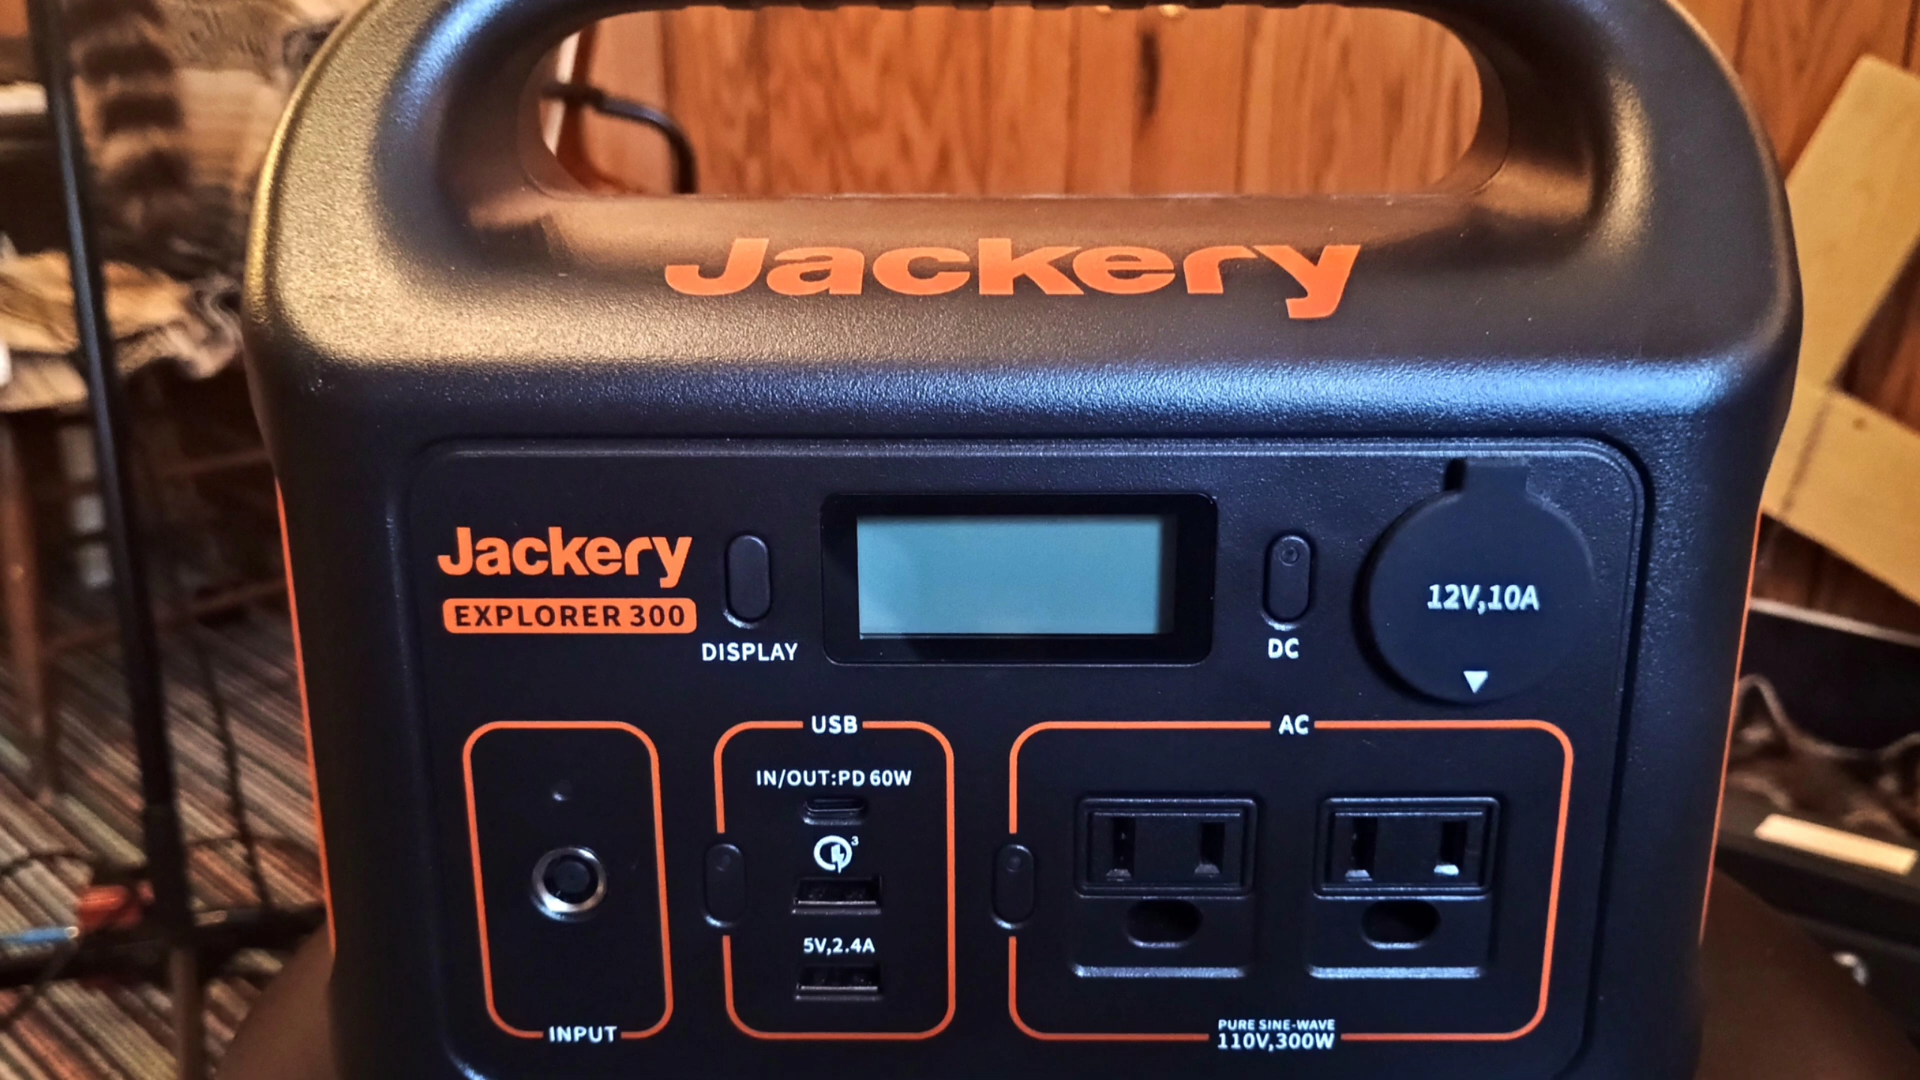 Jackery
Jackery
EXPLORER 300
DISPLAY
DC
12V,10A
USB
AC
IN/OUT:PD 60W
3
5V,2.4A
INPUT
PURE SINE-WAVE
110V,300W